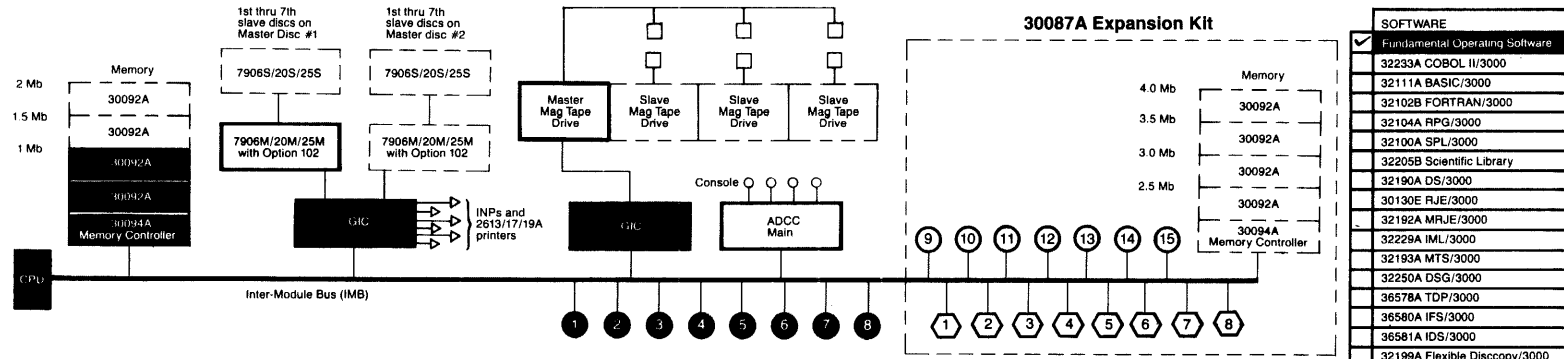 1st thru 7th
slave discs on
Master Disc #1
1st thru 7th
slave discs on
Master disc #2
7906S/20S/25S
7906S/20S/25S
7906M/20M/25M
with Option 102
7906M/20M/25M
with Option 102
Memory
2 Mb
30092A
1.5 Mb
30092A
1 Mb
30092A
30092A
30094A
Memory Controller
GIC
INPs and
2613/17/19A
printers
Master
Mag Tape
Drive
Slave
Mag Tape
Drive
Slave
Mag Tape
Drive
Slave
Mag Tape
Drive
GIC
Console
ADCC
Main
CPU
Inter-Module Bus (IMB)
1 2 3 4 5 6 7 8
30087A Expansion Kit
Memory
4.0 Mb
30092A
3.5 Mb
30092A
3.0 Mb
30092A
2.5 Mb
30092A
30094A
Memory Controller
9 10 11 12 13 14 15
1 2 3 4 5 6 7 8
SOFTWARE
Fundamental Operating Software
32233A COBOL II/3000
32111A BASIC/3000
32102B FORTRAN/3000
32104A RPG/3000
32100A SPL/3000
32205B Scientific Library
32190A DS/3000
30130E RJE/3000
32192A MRJE/3000
32229A IML/3000
32193A MTS/3000
32250A DSG/3000
36578A TDP/3000
36580A IFS/3000
36581A IDS/3000
32199A Flexible Disccopy/3000